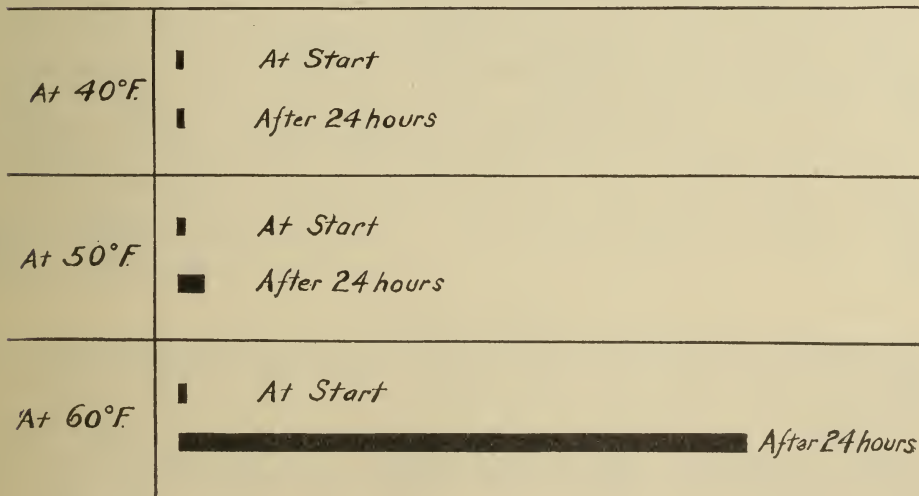 At 40°F.
At Start
After 24 hours
At 50°F.
At Start
After 24 hours
At 60°F.
At Start
After 24 hours